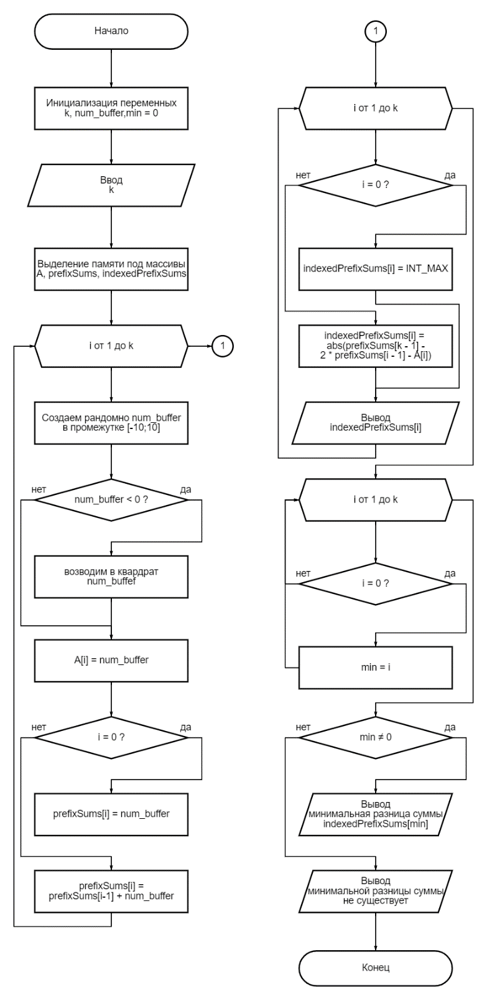 Начало
Инициализация переменных
k, num_buffer,min = 0
Ввод
k
Выделение памяти под массивы
A, prefixSums, indexedPrefixSums
i от 1 до k
1
Создаем рандомно num_buffer
в промежутке [-10;10]
нет
да
num_buffer < 0 ?
возводим в квардрат
num_buffef
A[i] = num_buffer
нет
да
i = 0 ?
prefixSums[i] = num_buffer
prefixSums[i] =
prefixSums[i-1] + num_buffer
1
i от 1 до k
нет
да
i = 0 ?
indexedPrefixSums[i] = INT_MAX
indexedPrefixSums[i] =
abs(prefixSums[k - 1] -
2 * prefixSums[i - 1] - A[i])
Вывод
indexedPrefixSums[i]
i от 1 до k
нет
да
i = 0 ?
min = i
нет
да
min ≠ 0
Вывод
минимальная разница суммы
indexedPrefixSums[min]
Вывод
минимальной разницы суммы
не существует
Конец